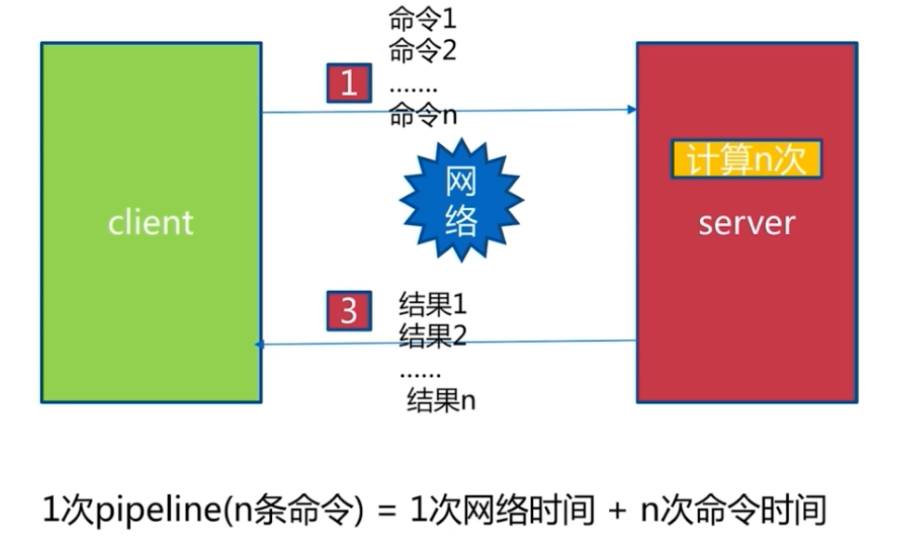 命令1
命令2
.......
命令n
1
计算n次
网
络
client
server
3
结果1
结果2
......
结果n
1次pipeline(n条命令) = 1次网络时间 + n次命令时间